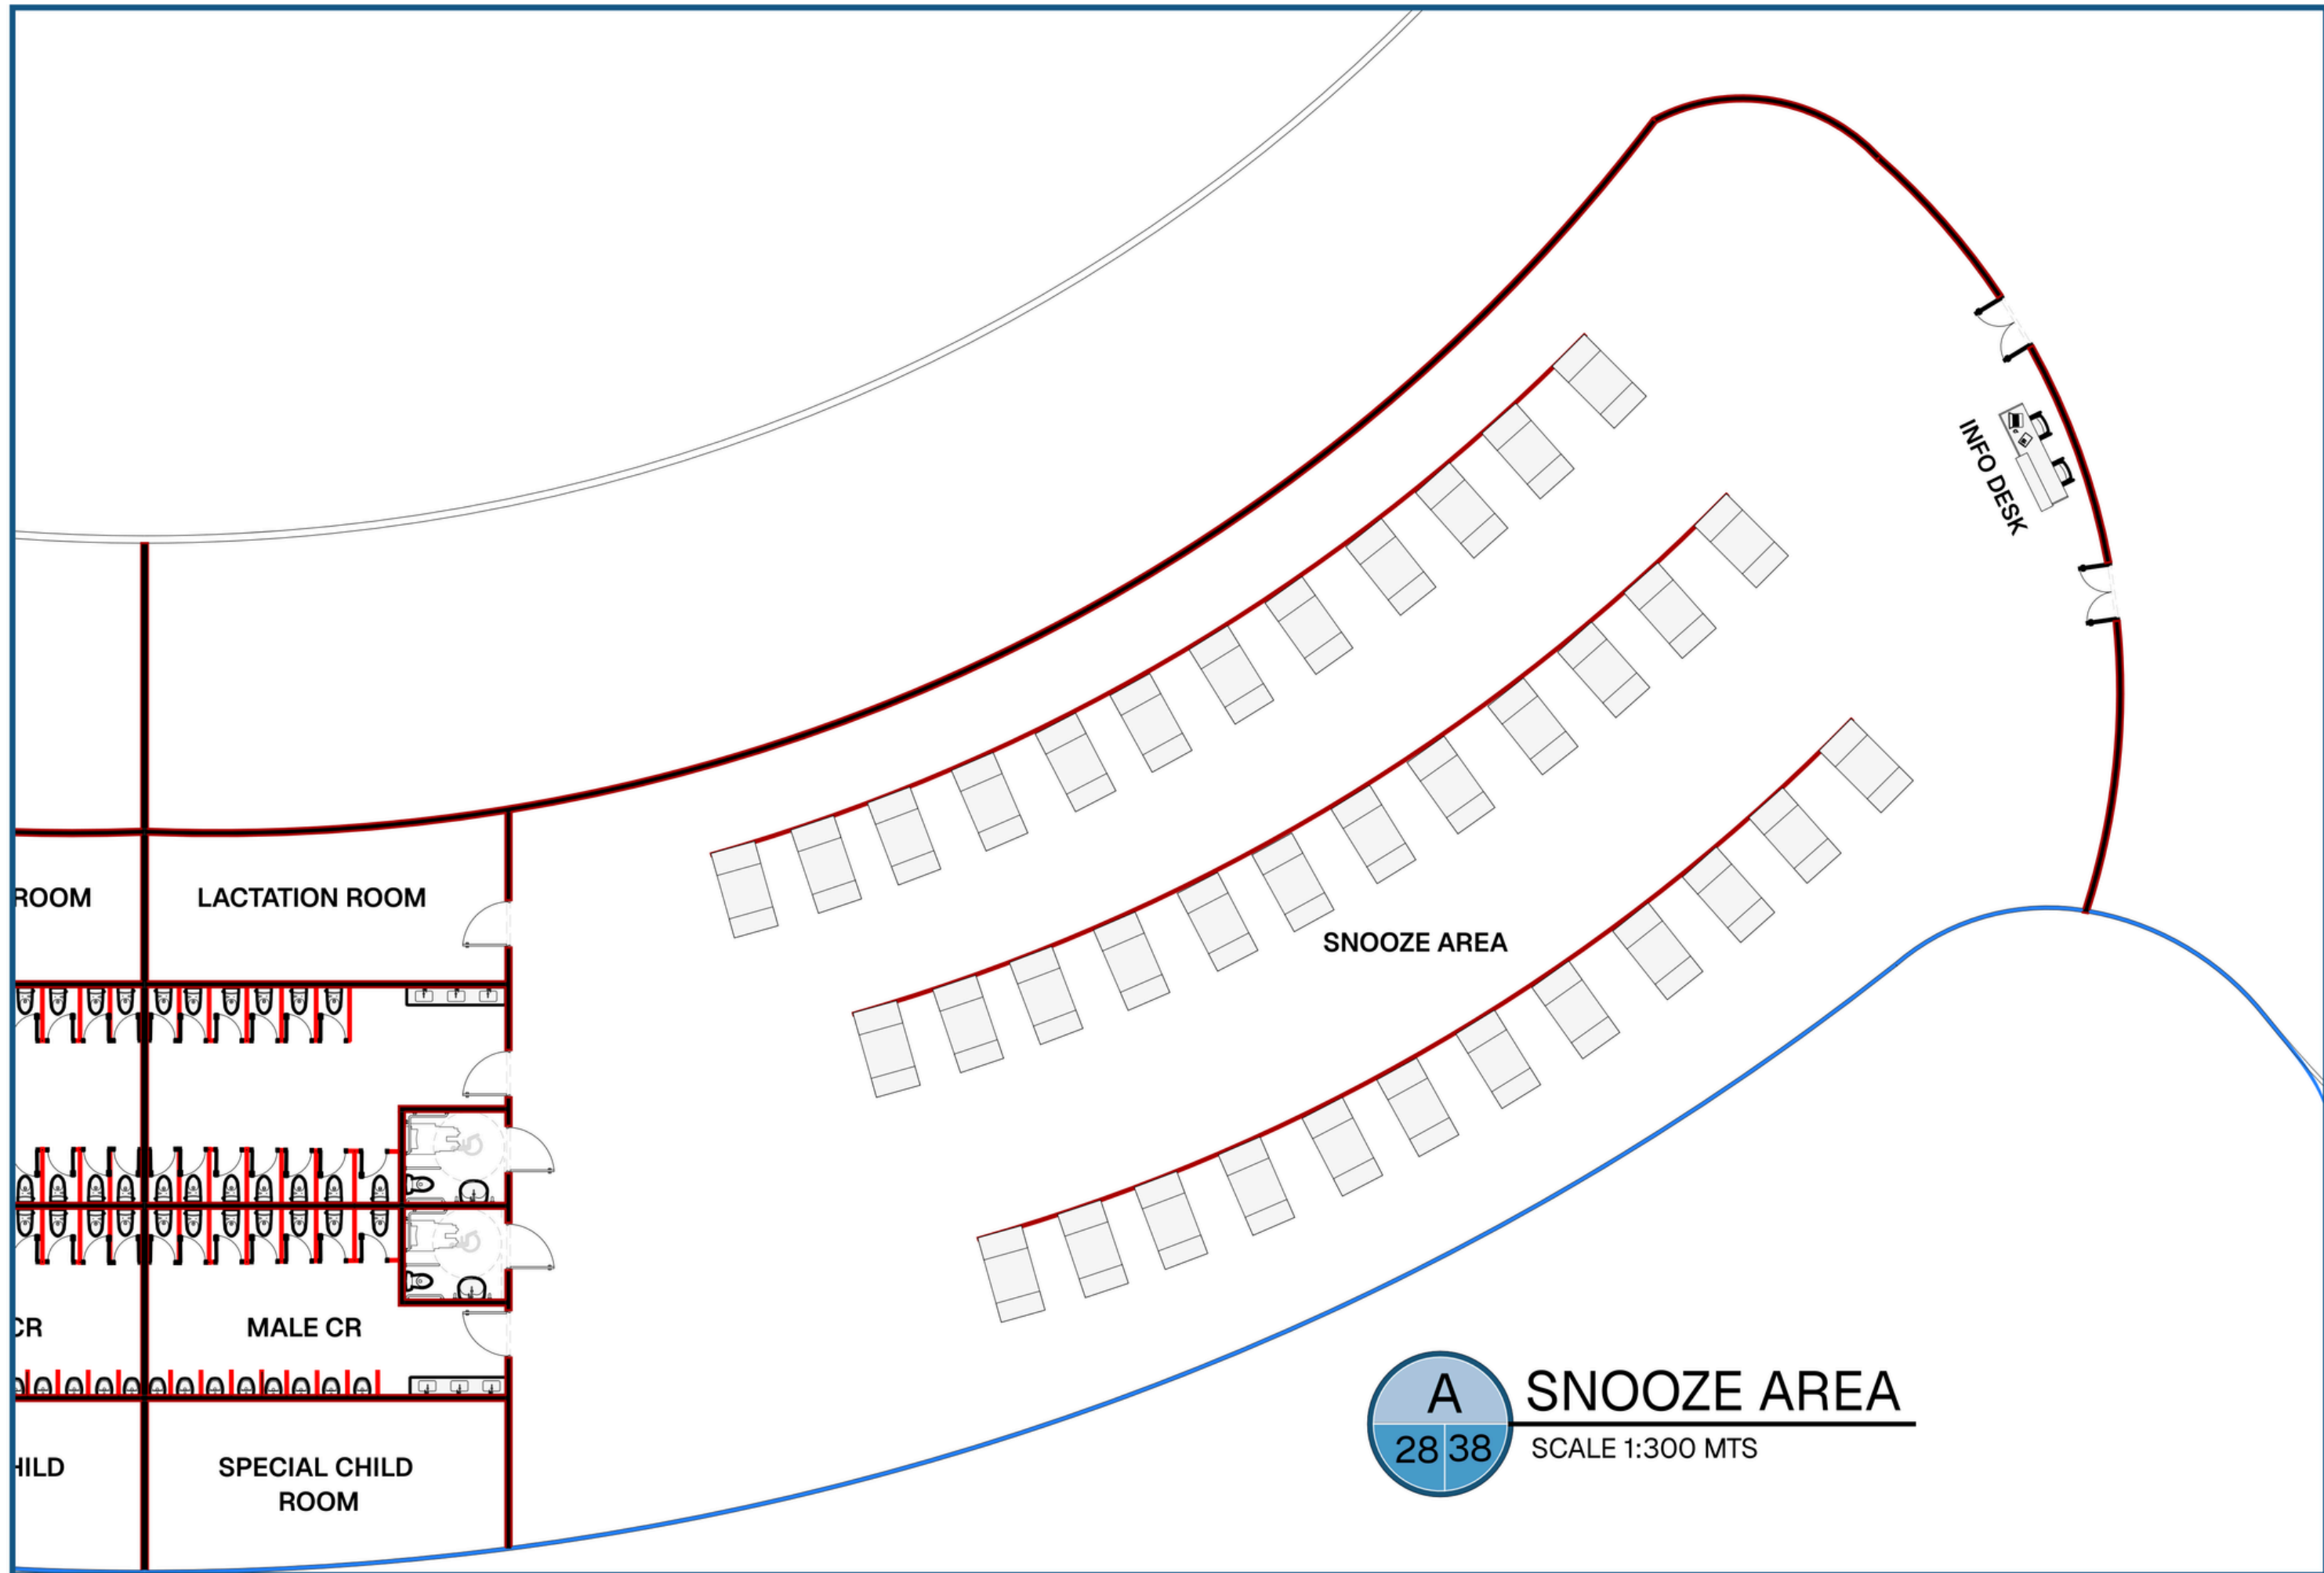 INFO DESK
ROOM
LACTATION ROOM
SNOOZE AREA
CR
MALE CR
HILD
SPECIAL CHILD
ROOM
A
28 38
SNOOZE AREA
SCALE 1:300 MTS